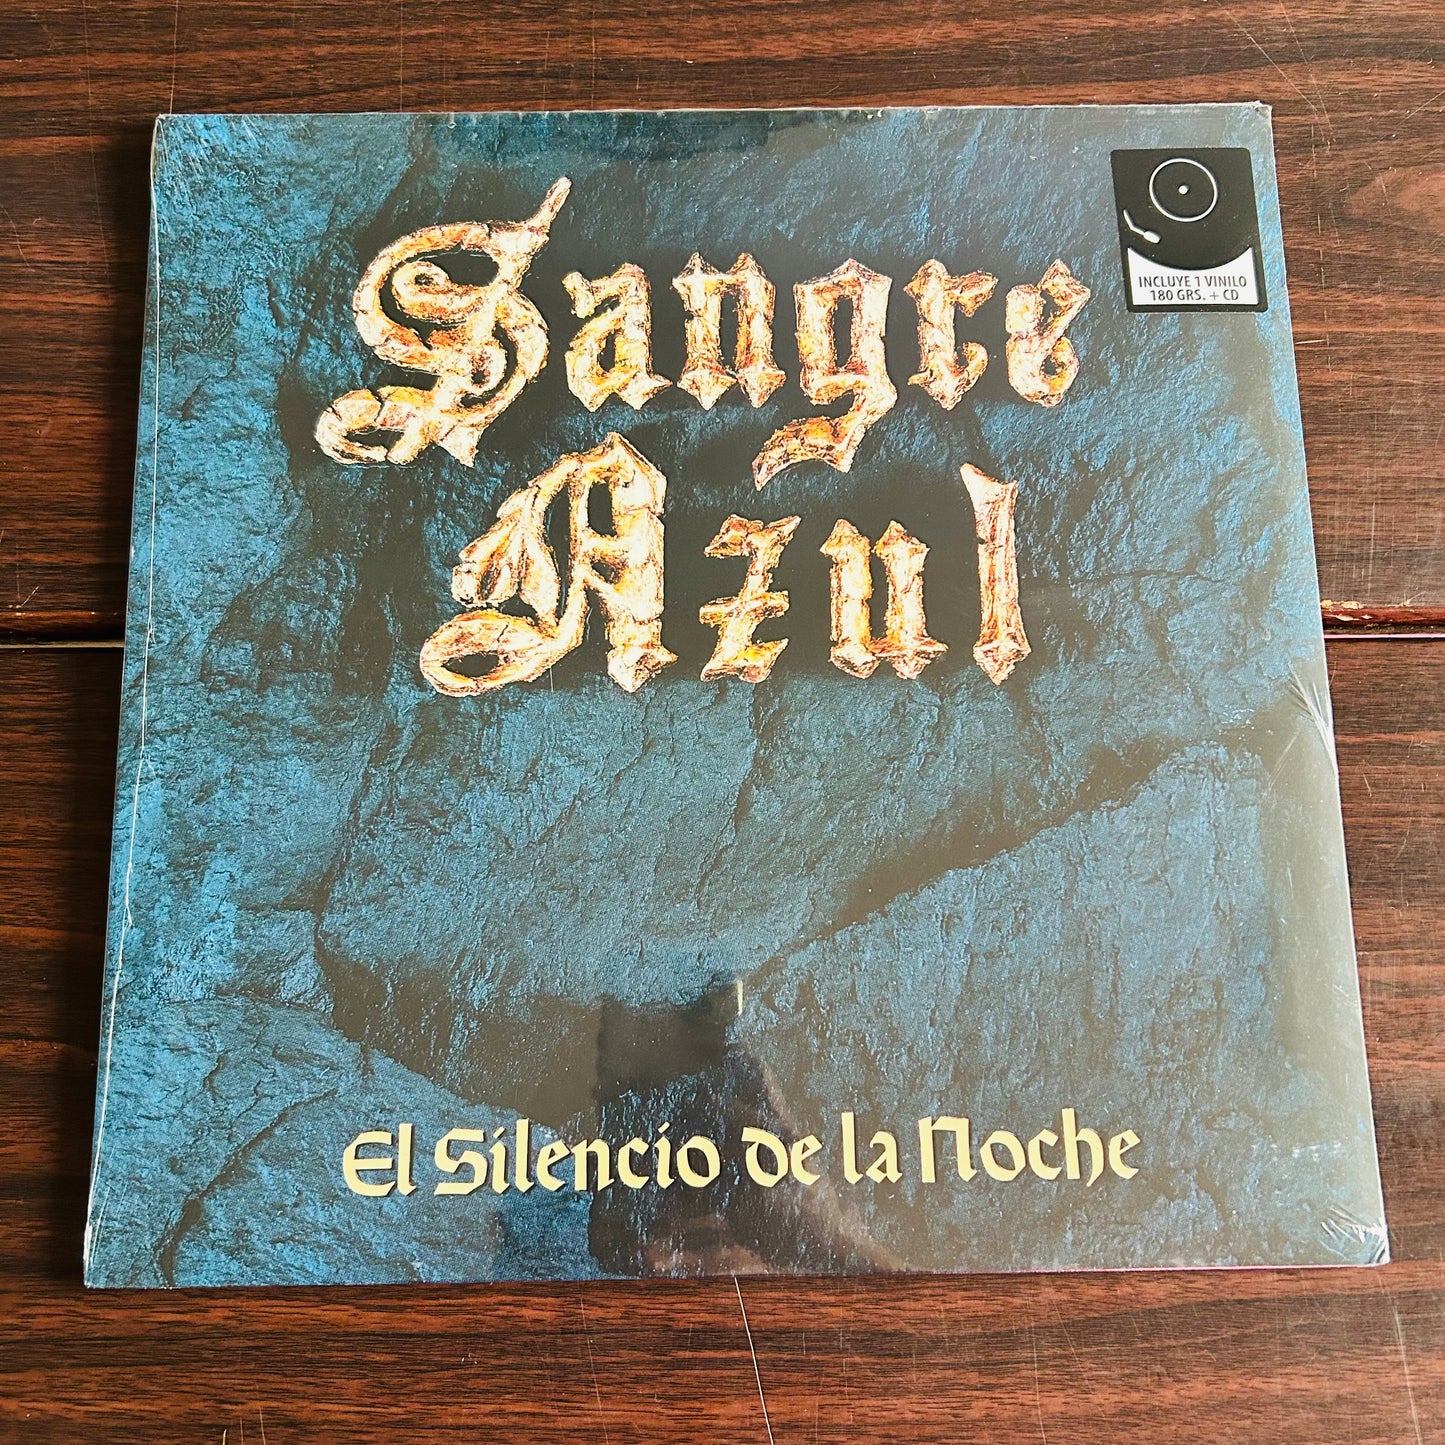 Sangre
Azul
INCLUYE 1 VINILO
180 GRS. + CD
El Silencio de la Noche